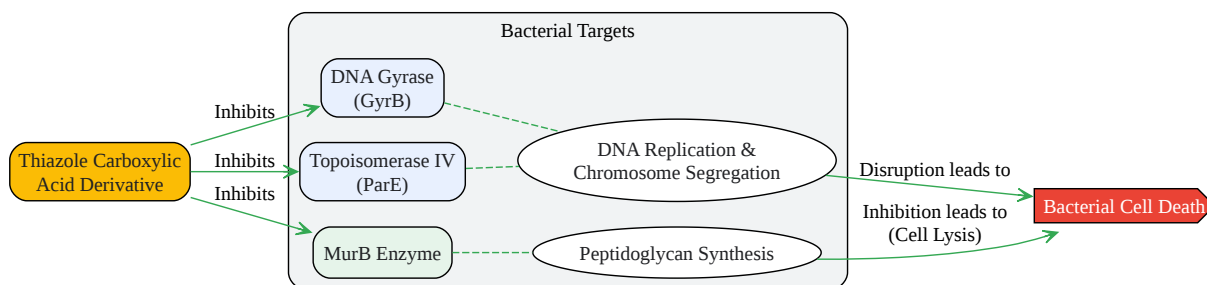 Bacterial Targets
DNA Gyrase
(GyrB)
Inhibits
Thiazole Carboxylic
Acid Derivative
Inhibits
Topoisomerase IV
(ParE)
DNA Replication &
Chromosome Segregation
Disruption leads to
Inhibits
Bacterial Cell Death
Inhibition leads to
(Cell Lysis)
MurB Enzyme
Peptidoglycan Synthesis